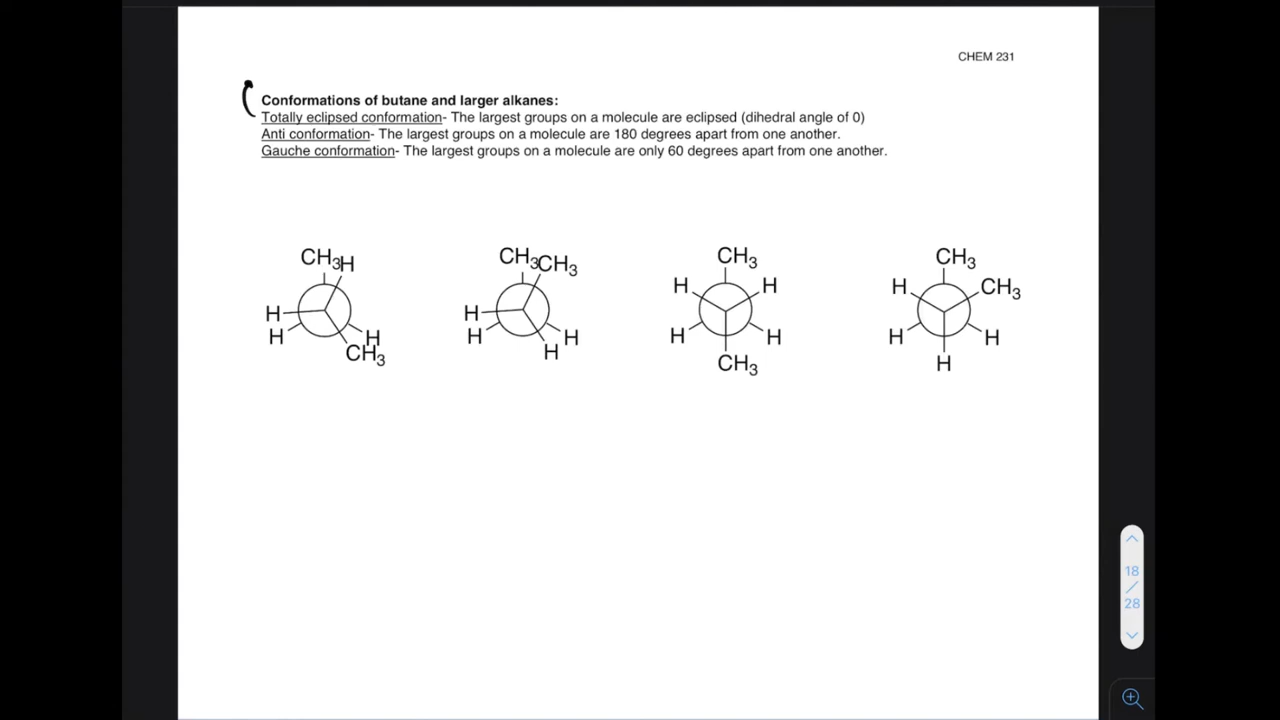 CHEM 231
Conformations of butane and larger alkanes:
Totally eclipsed conformation- The largest groups on a molecule are eclipsed (dihedral angle of 0)
Anti conformation- The largest groups on a molecule are 180 degrees apart from one another.
Gauche conformation- The largest groups on a molecule are only 60 degrees apart from one another.
CH₃H CH₃CH₃ CH₃ CH₃
H H H CH₃
H H H H
H H H H H H H H
CH₃ H CH₃ H
18
/
28